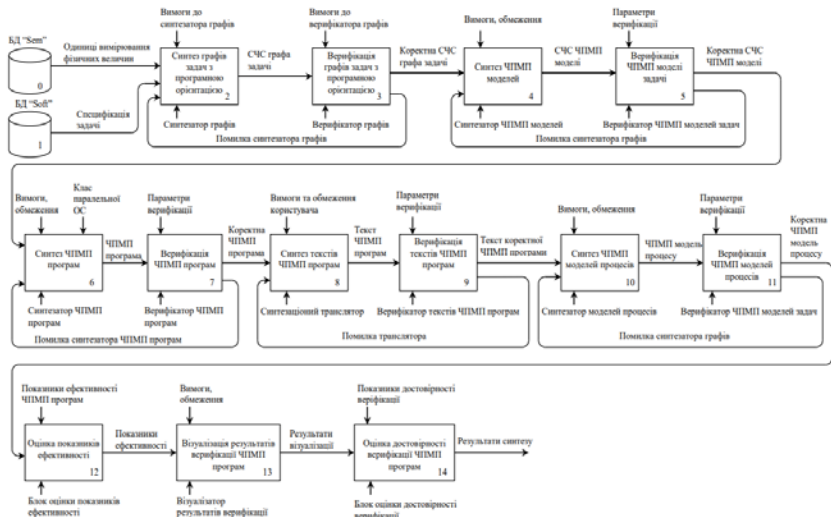 Вимоги до
синтезатора графів
Вимоги до
верифікатора графів
Вимоги, обмеження
Параметри
верифікації
БД “Sem”
0
Одиниці вимірювання
фізичних величин
Синтез графів
задач з
програмною
орієтацією
2
СЧС графа
задачі
Верифікація
графів задач з
програмною
орієтацією
3
Коректна СЧС
графа задачі
Синтез ЧПМП
моделей
4
СЧС ЧПМП
моделі
Верифікація
ЧПМП моделі
задачі
5
Коректна СЧС
ЧПМП моделі
БД “Soft”
1
Специфікація
задачі
Синтезатор графів
Верифікатор графів
Помилка синтезатора графів
Синтезатор ЧПМП моделей
Верифікатор ЧПМП моделей задач
Помилка синтезатора графів
Вимоги,
обмеження
Клас
паралельної
ОС
Параметри
верифікації
Вимоги та обмеження
користувача
Параметри
верифікації
Вимоги, обмеження
Параметри
верифікації
Синтез ЧПМП
програм
6
ЧПМП
програма
Верифікація
ЧПМП програм
7
Коректна
ЧПМП
програма
Синтез текстів
ЧПМП програм
8
Текст
ЧПМП
програм
Верифікація
текстів ЧПМП
програм
9
Текст коректної
ЧПМП програми
Синтез ЧПМП
моделей процесів
10
ЧПМП модель
процесу
Верифікація
ЧПМП моделей
процесів
11
Коректна
ЧПМП
модель
процесу
Синтезатор ЧПМП
програм
Верифікатор ЧПМП
програм
Помилка синтезатора ЧПМП програм
Синтезаціоний транслятор
Верифікатор текстів ЧПМП програм
Помилка транслятора
Синтезатор моделей процесів
Верифікатор ЧПМП моделей задач
Помилка синтезатора графів
Показники ефективності
ЧПМП програм
Вимоги,
обмеження
Показники достовірності
веріфікації
Оцінка показників
ефективності
12
Показники
ефективності
Візуалізація результатів
верифікації ЧПМП
програм
13
Результати
візуалізації
Оцінка достовірності
верифікації ЧПМП
програм
14
Результати синтезу
Блок оцінки показників
ефективності
Візуалізатор
результатів верифікації
Блок оцінки достовірності